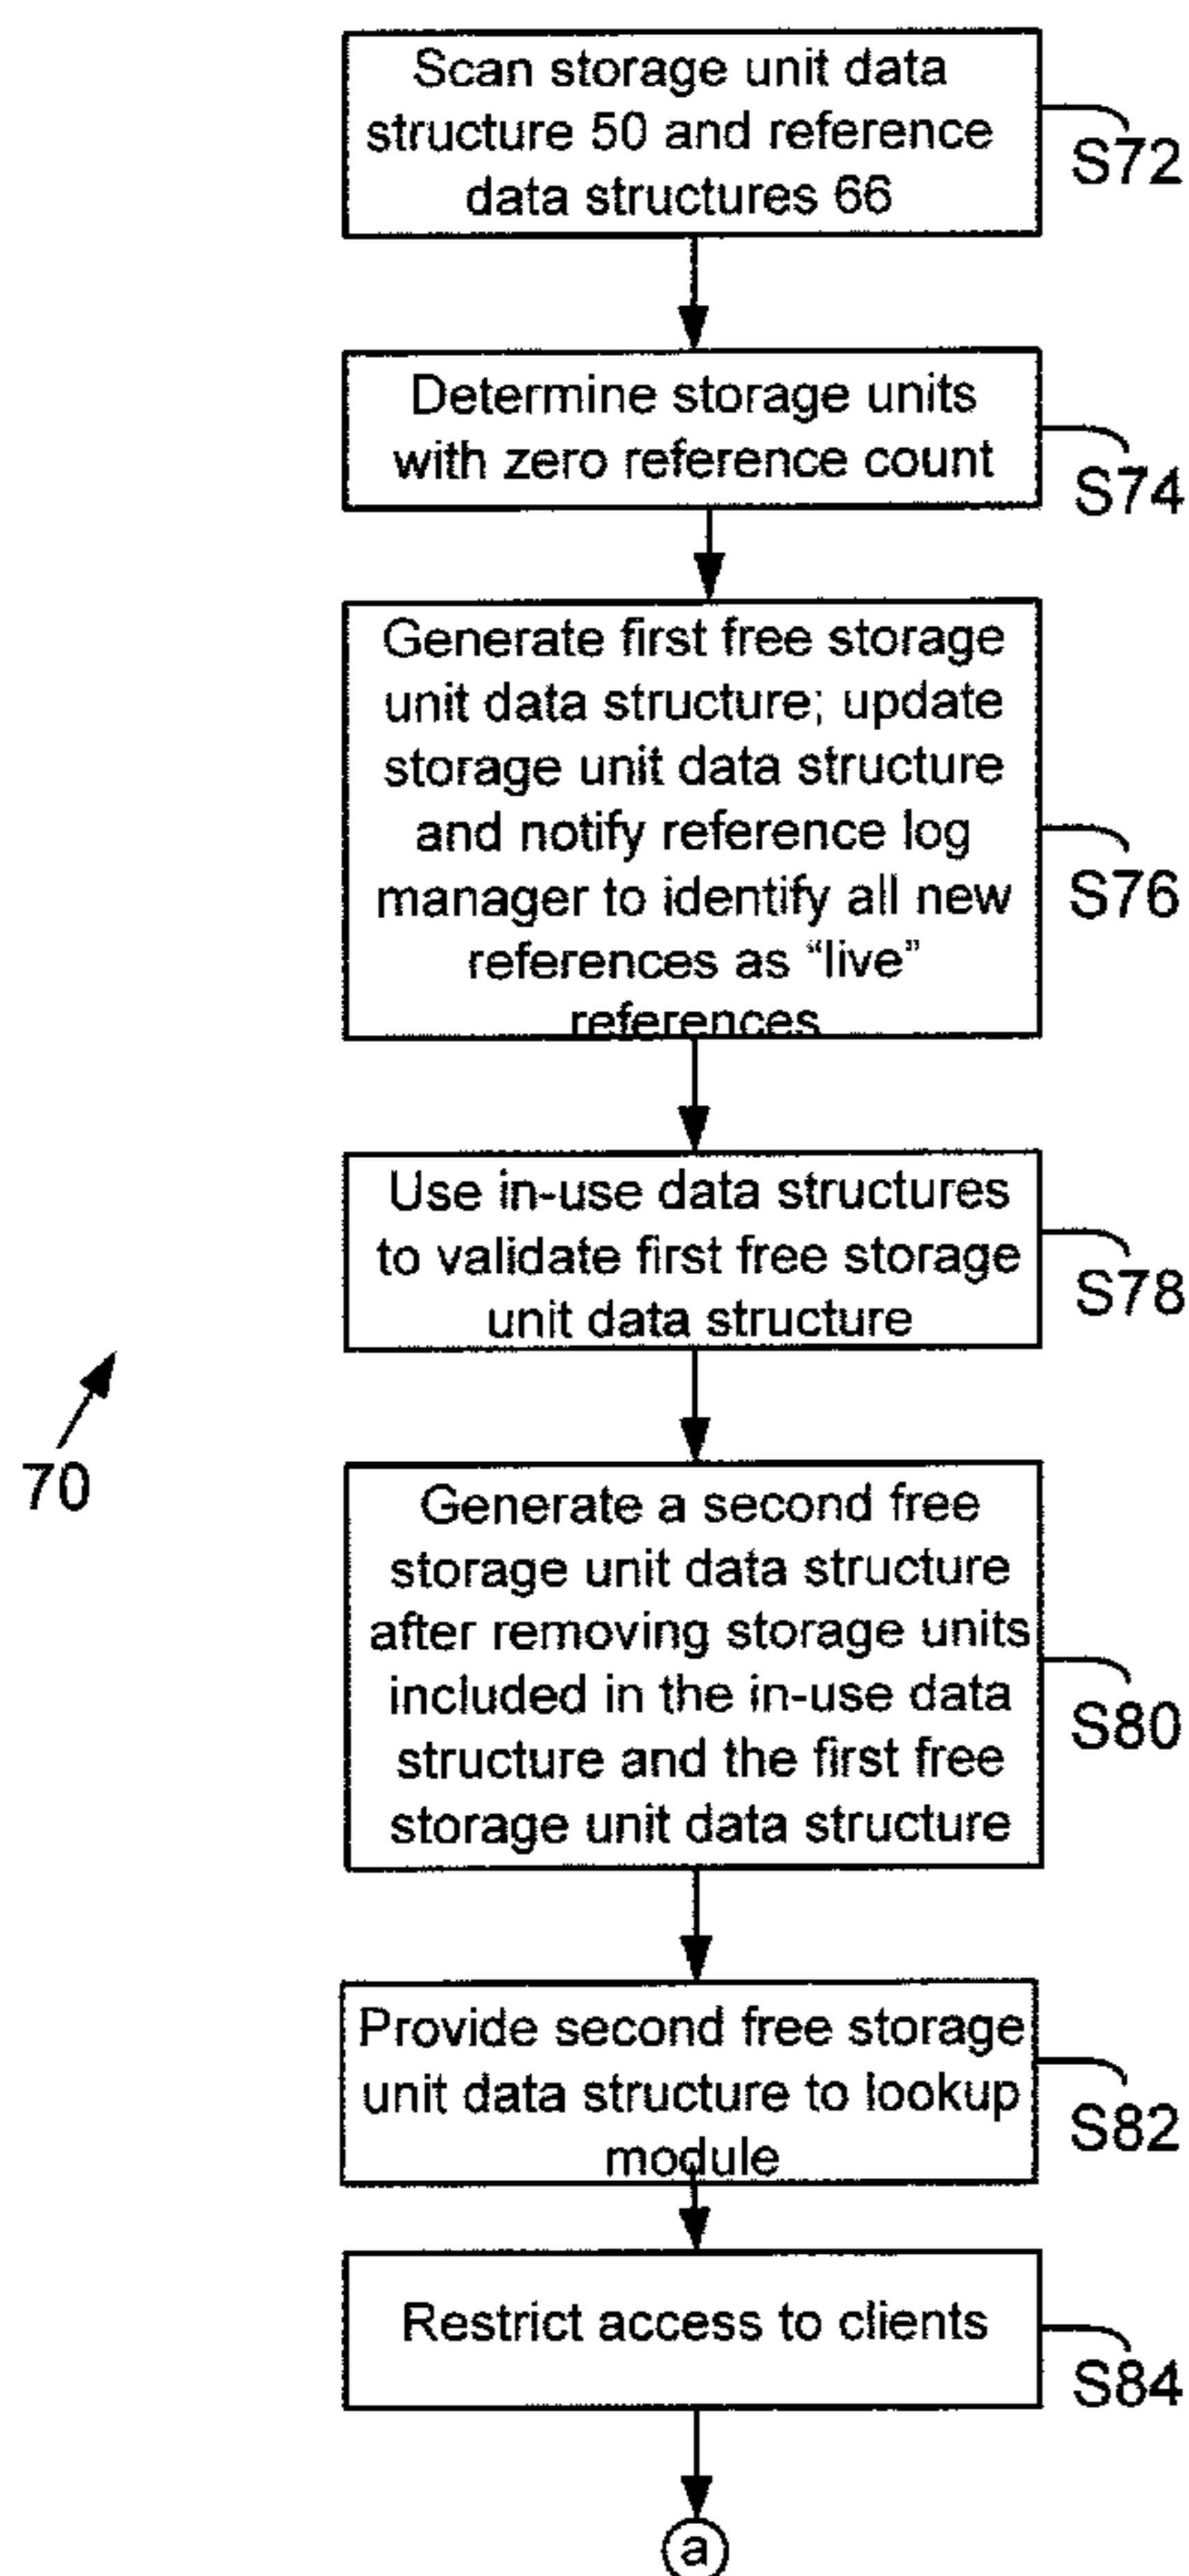 Scan storage unit data
structure 50 and reference
data structures 66
S72
Determine storage units
with zero reference count
S74
Generate first free storage
unit data structure; update
storage unit data structure
and notify reference log
manager to identify all new
references as “live”
references
S76
Use in-use data structures
to validate first free storage
unit data structure
S78
70
Generate a second free
storage unit data structure
after removing storage units
included in the in-use data
structure and the first free
storage unit data structure
S80
Provide second free storage
unit data structure to lookup
module
S82
Restrict access to clients
S84
a